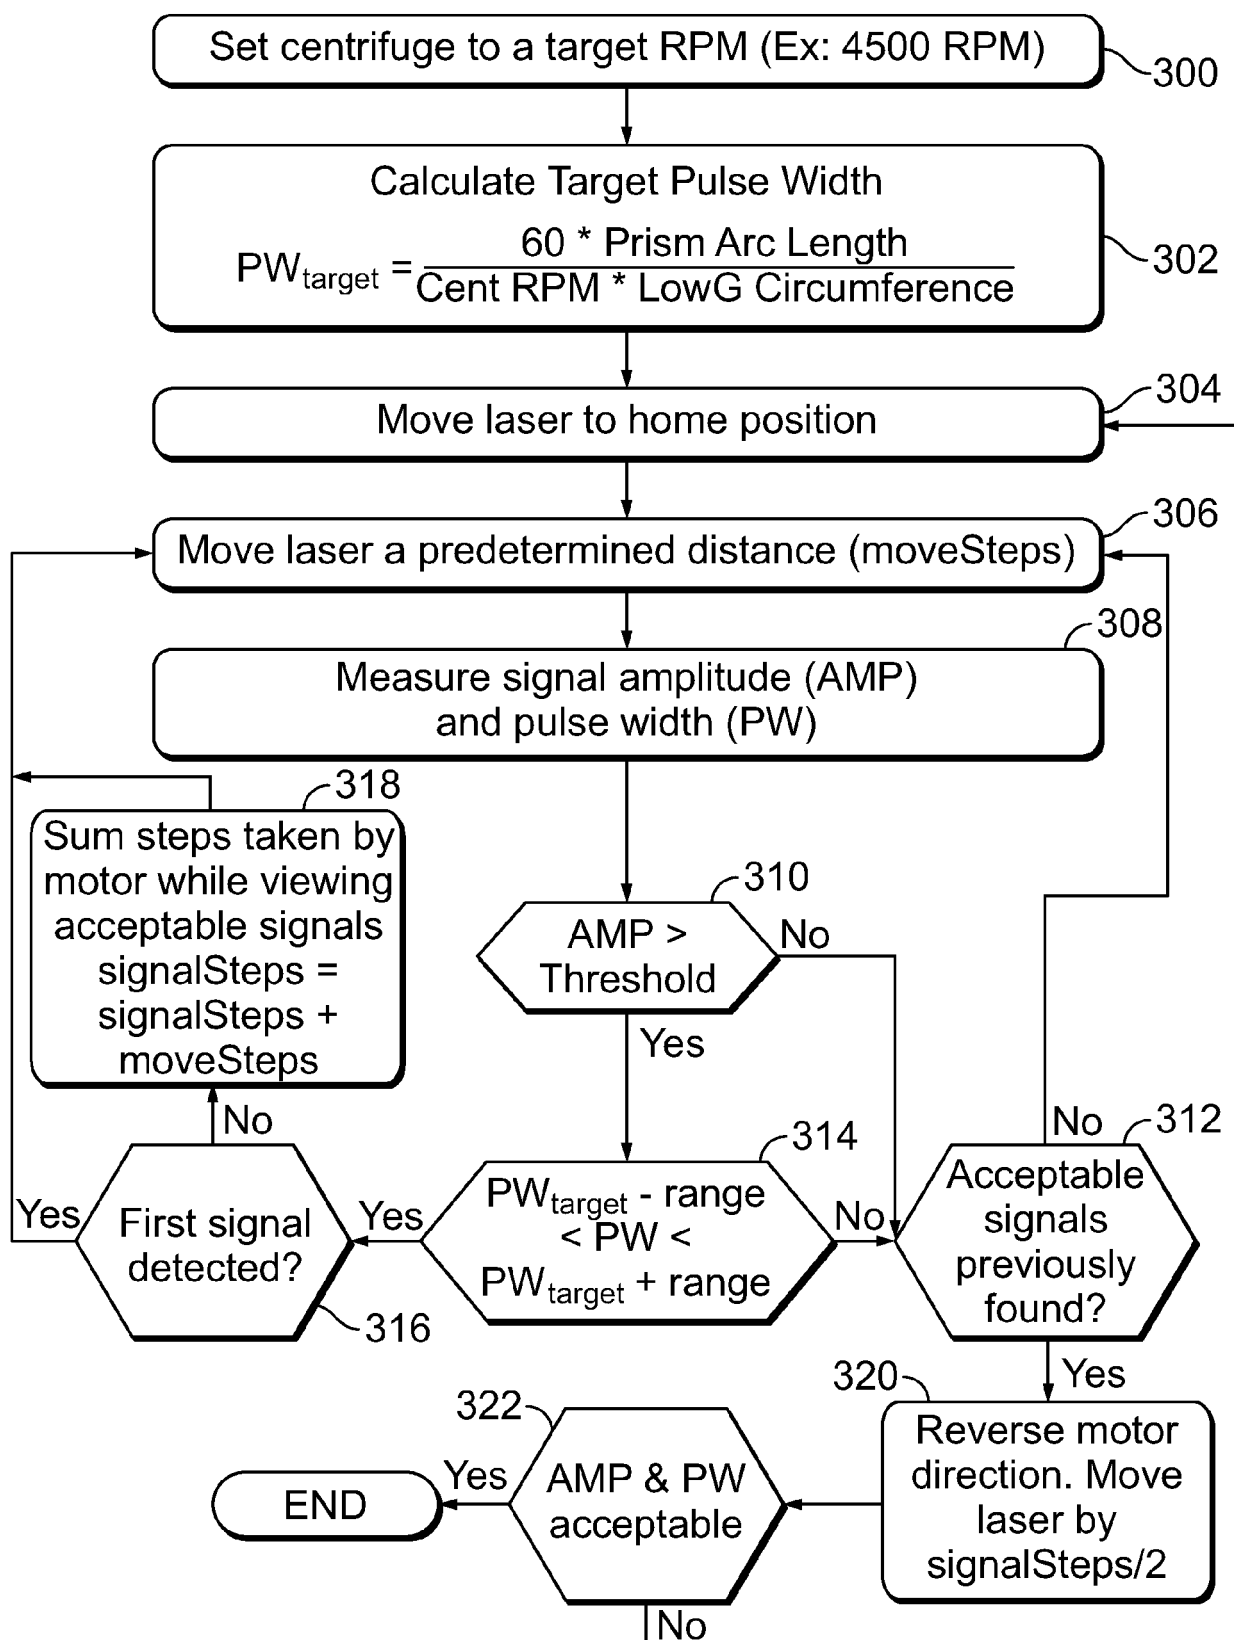 Set centrifuge to a target RPM (Ex: 4500 RPM)
300
Calculate Target Pulse Width
PWtarget = 60 * Prism Arc Length
Cent RPM * LowG Circumference
302
304
Move laser to home position
306
Move laser a predetermined distance (moveSteps)
308
Measure signal amplitude (AMP)
and pulse width (PW)
318
Sum steps taken by
motor while viewing
acceptable signals
signalSteps =
signalSteps +
moveSteps
310
AMP >
Threshold
No
Yes
No
No
312
314
Acceptable
signals
previously
found?
PWtarget - range
< PW <
PWtarget + range
No
Yes
First signal
detected?
Yes
316
Yes
320
Reverse motor
direction. Move
laser by
signalSteps/2
322
AMP & PW
acceptable
Yes
END
No